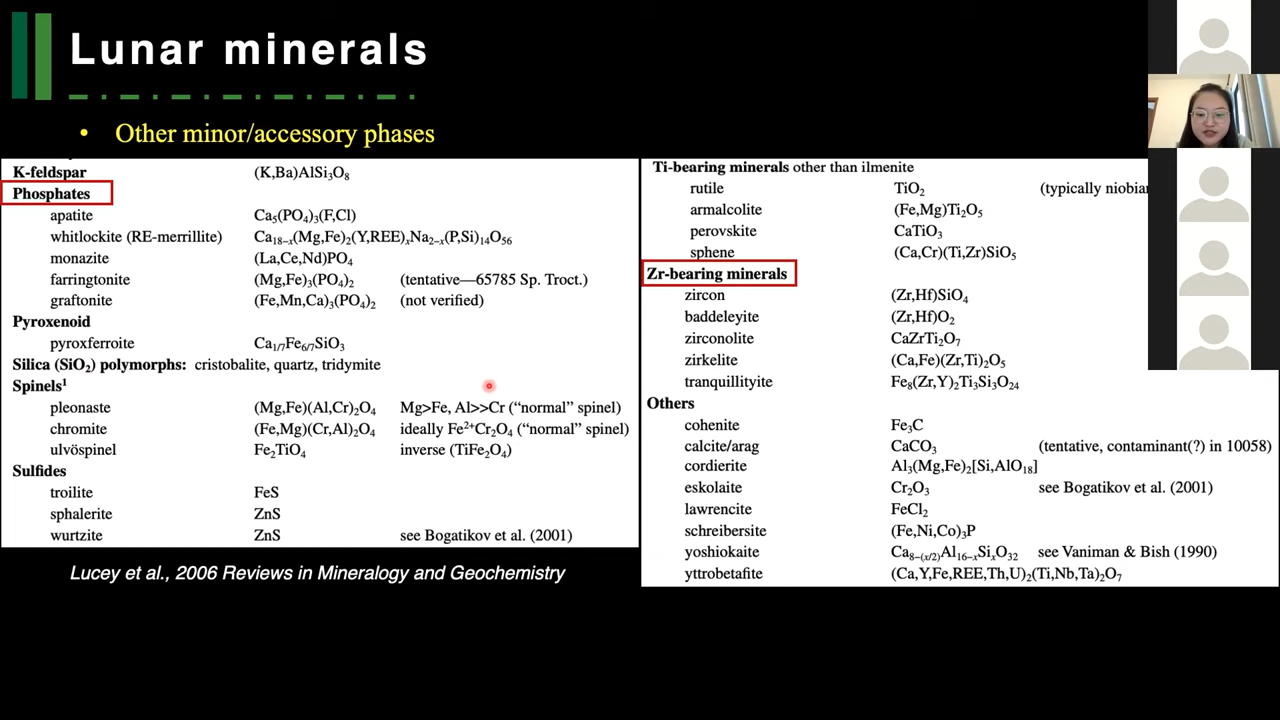 Lunar minerals
• Other minor/accessory phases
K-feldspar (K,Ba)AlSi₃O₈
Phosphates
apatite Ca₅(PO₄)₃(F,Cl)
whitlockite (RE-merrillite) Ca₁₈₋ₓ(Mg,Fe)₂(Y,REE)ₓNa₂₋ₓ(P,Si)₁₄O₅₆
monazite (La,Ce,Nd)PO₄
farringtonite (Mg,Fe)₃(PO₄)₂ (tentative—65785 Sp. Troct.)
graftonite (Fe,Mn,Ca)₃(PO₄)₂ (not verified)
Pyroxenoid
pyroxferroite Ca₁/₇Fe₆/₇SiO₃
Silica (SiO₂) polymorphs: cristobalite, quartz, tridymite
Spinels¹
pleonaste (Mg,Fe)(Al,Cr)₂O₄ Mg>Fe, Al>>Cr (“normal” spinel)
chromite (Fe,Mg)(Cr,Al)₂O₄ ideally Fe²⁺Cr₂O₄ (“normal” spinel)
ulvöspinel Fe₂TiO₄ inverse (TiFe₂O₄)
Sulfides
troilite FeS
sphalerite ZnS
wurtzite ZnS see Bogatikov et al. (2001)
Lucey et al., 2006 Reviews in Mineralogy and Geochemistry
Ti-bearing minerals other than ilmenite
rutile TiO₂ (typically
armalcolite (Fe,Mg)Ti₂O₅
perovskite CaTiO₃
sphene (Ca,Cr)(Ti,Zr)SiO₅
Zr-bearing minerals
zircon (Zr,Hf)SiO₄
baddeleyite (Zr,Hf)O₂
zirconolite CaZrTi₂O₇
zirkelite (Ca,Fe)(Zr,Ti)₂O₅
tranquillityite Fe₈(Zr,Y)₂Ti₃Si₃O₂₄
Others
cohenite Fe₃C
calcite/arag CaCO₃ (tentative, contaminant(?) in 10058)
cordierite Al₃(Mg,Fe)₂[Si,AlO₁₈]
eskolaite Cr₂O₃ see Bogatikov et al. (2001)
lawrencite FeCl₂
schreibersite (Fe,Ni,Co)₃P
yoshiokaite Ca₈₋₍ₓ/₂₎Al₁₆₋ₓSiₓO₃₂ see Vaniman & Bish (1990)
yttrobetafite (Ca,Y,Fe,REE,Th,U)₂(Ti,Nb,Ta)₂O₇